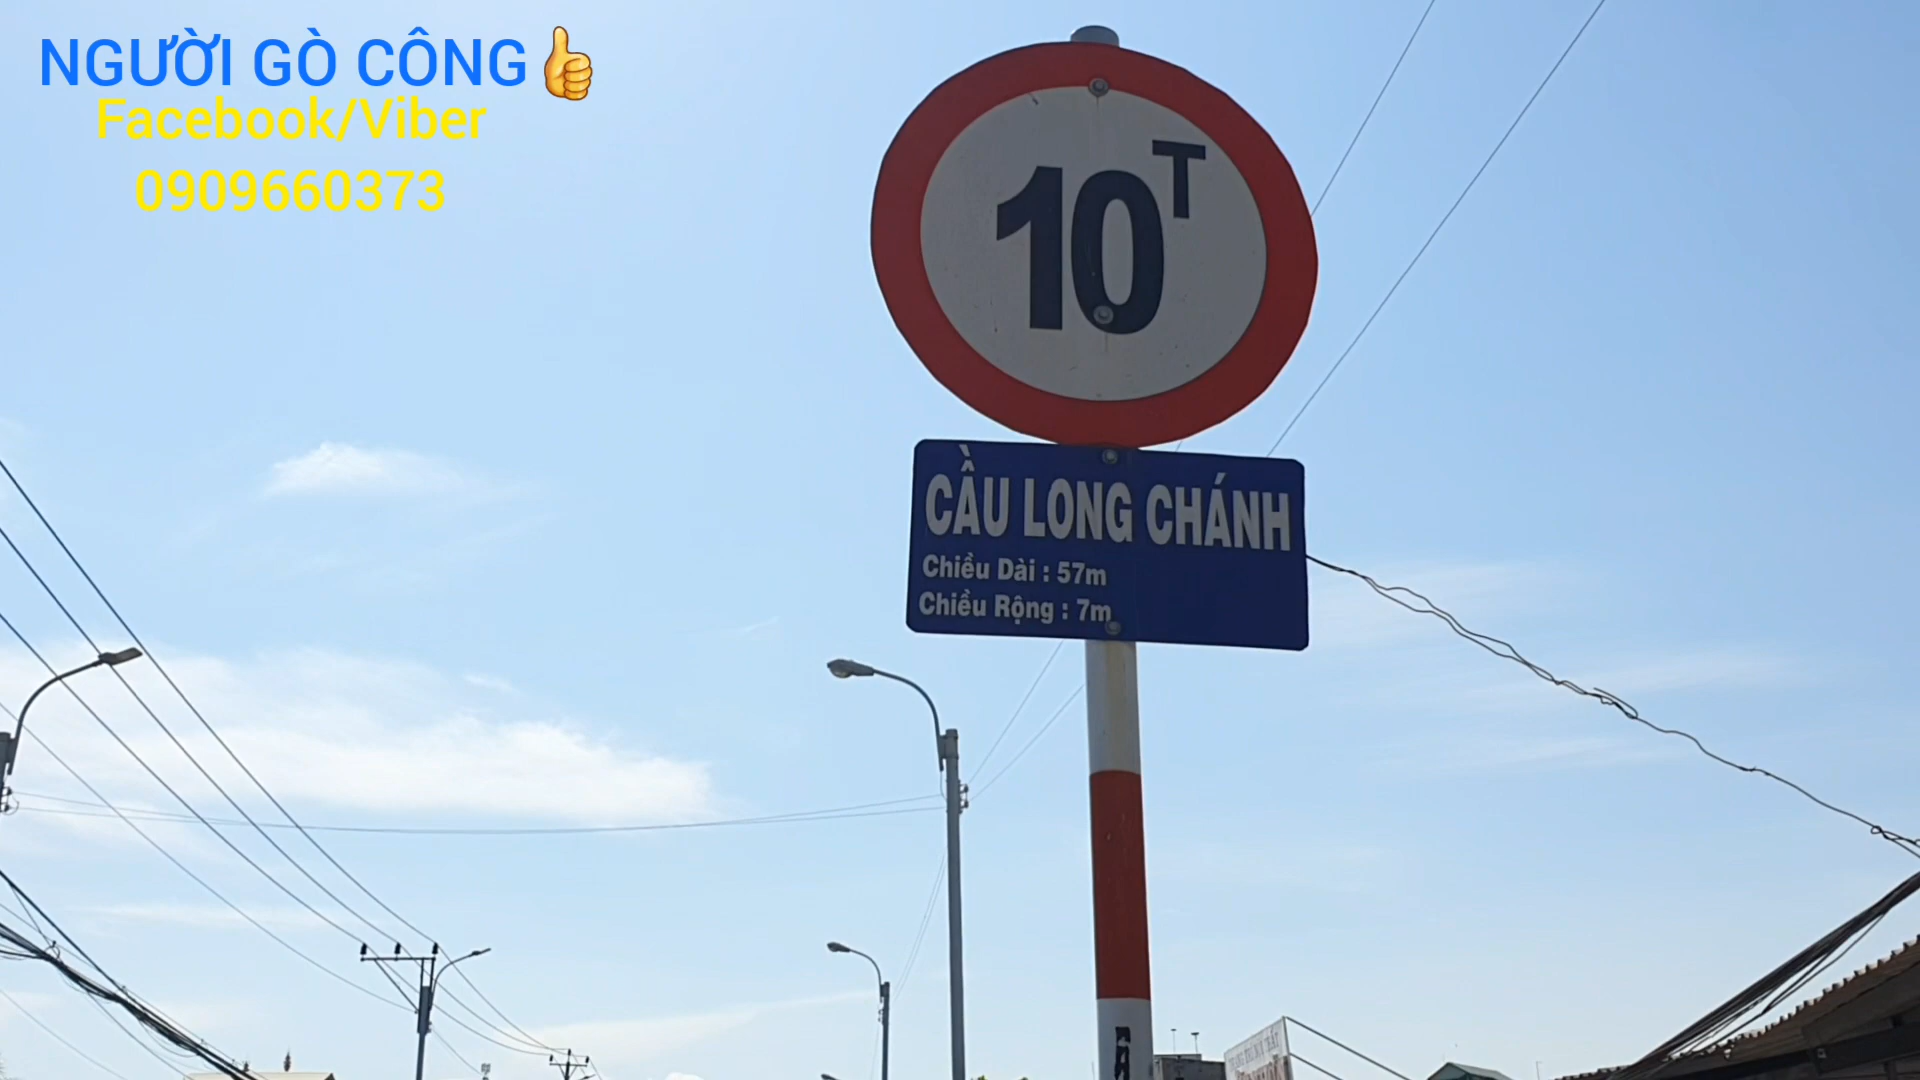 NGƯỜI GÒ CÔNG👍
Facebook/Viber
0909660373
10T
CẦU LONG CHÁNH
Chiều Dài : 57m
Chiều Rộng : 7m